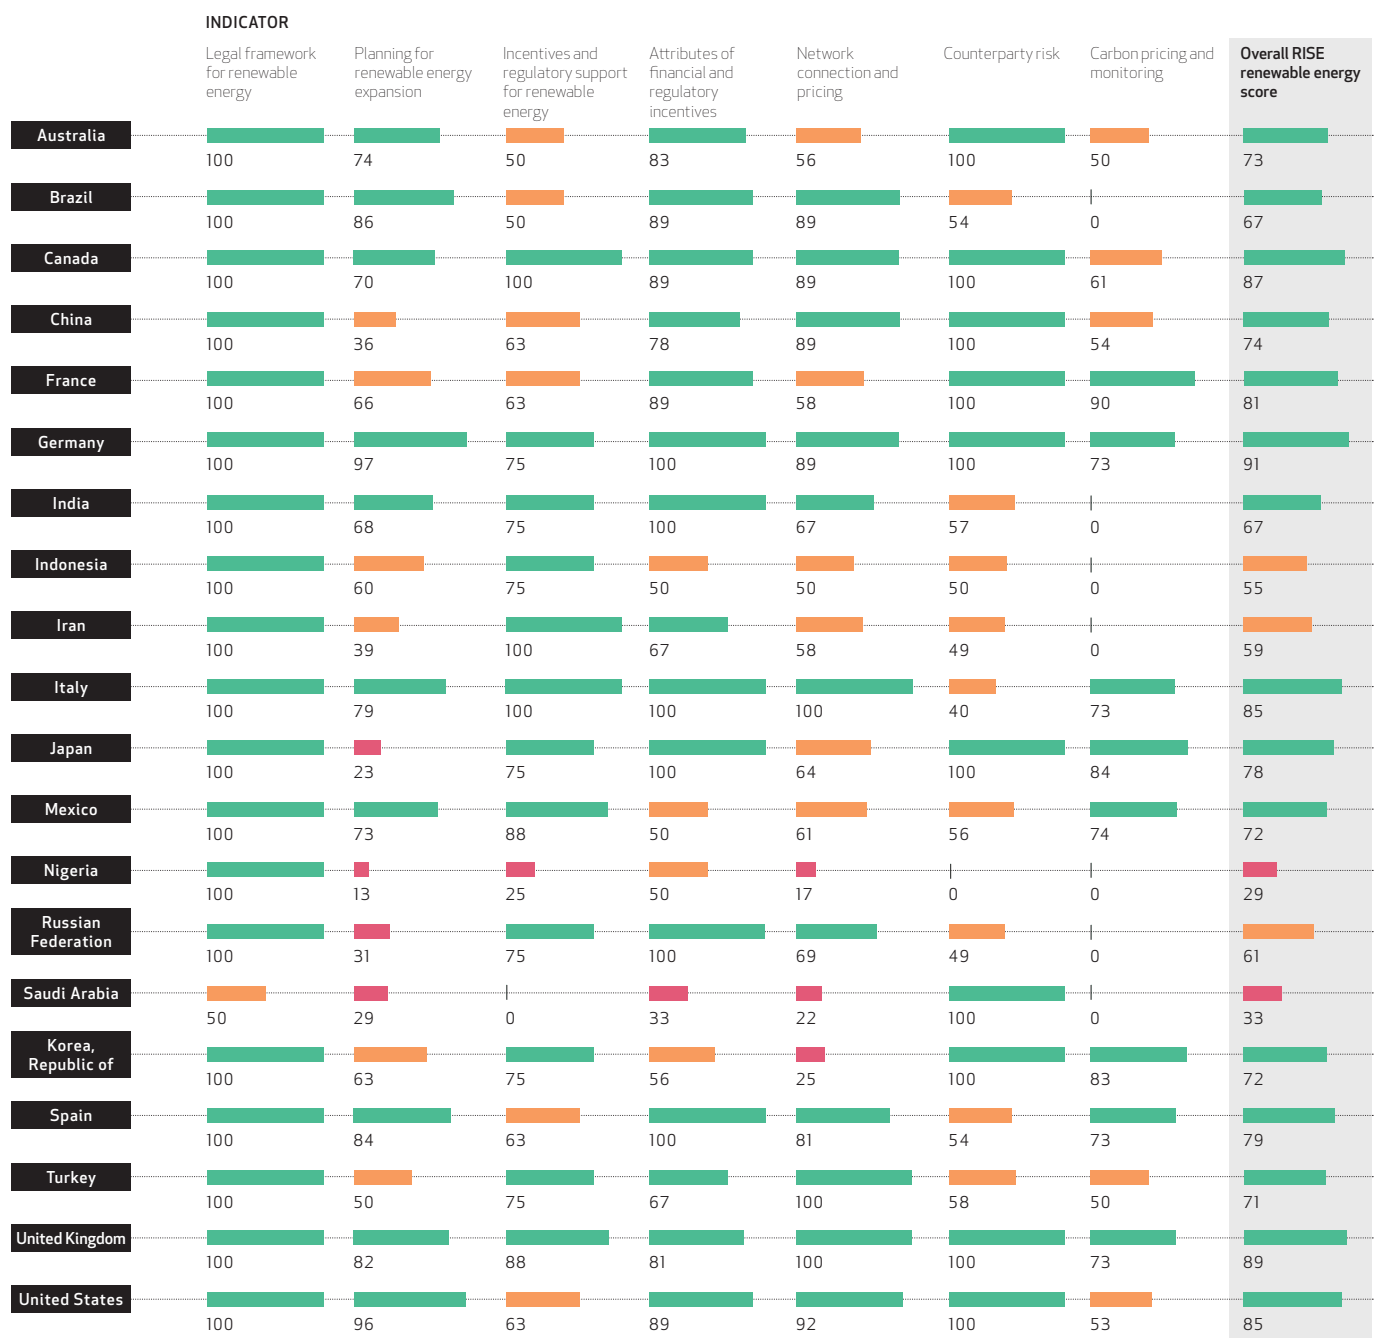 INDICATOR
Legal framework
for renewable
energy
Planning for
renewable energy
expansion
Incentives and
regulatory support
for renewable
energy
Attributes of
financial and
regulatory
incentives
Network
connection and
pricing
Counterparty risk
Carbon pricing and
monitoring
Overall RISE
renewable energy
score
Australia
100 74 50 83 56 100 50 73
Brazil
100 86 50 89 89 54 0 67
Canada
100 70 100 89 89 100 61 87
China
100 36 63 78 89 100 54 74
France
100 66 63 89 58 100 90 81
Germany
100 97 75 100 89 100 73 91
India
100 68 75 100 67 57 0 67
Indonesia
100 60 75 50 50 50 0 55
Iran
100 39 100 67 58 49 0 59
Italy
100 79 100 100 100 40 73 85
Japan
100 23 75 100 64 100 84 78
Mexico
100 73 88 50 61 56 74 72
Nigeria
100 13 25 50 17 0 0 29
Russian
Federation
100 31 75 100 69 49 0 61
Saudi Arabia
50 29 0 33 22 100 0 33
Korea,
Republic of
100 63 75 56 25 100 83 72
Spain
100 84 63 100 81 54 73 79
Turkey
100 50 75 67 100 58 50 71
United Kingdom
100 82 88 81 100 100 73 89
United States
100 96 63 89 92 100 53 85